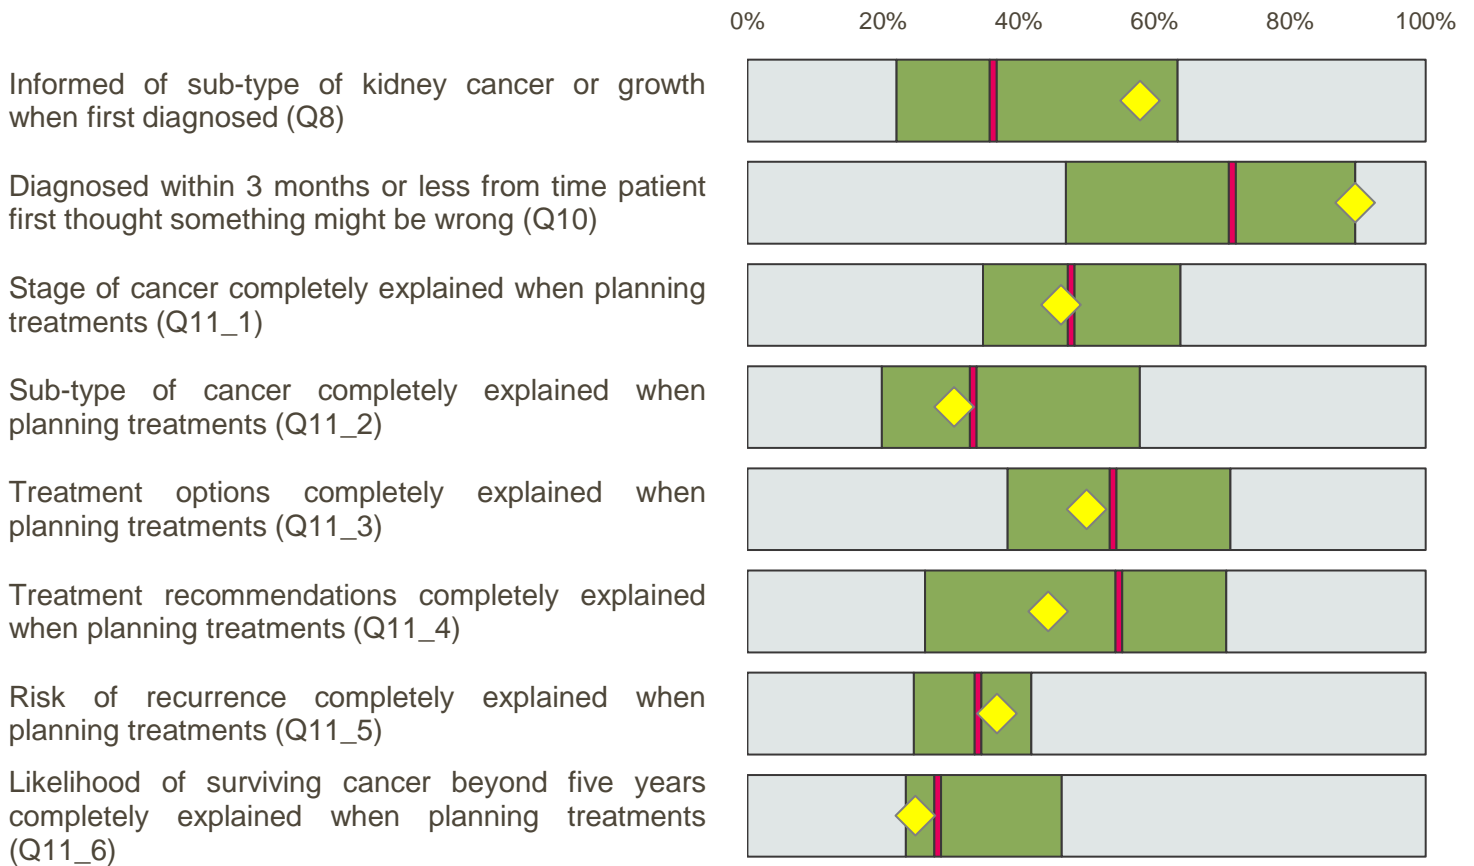 0% 20% 40% 60% 80% 100%
Informed of sub-type of kidney cancer or growth
when first diagnosed (Q8)
Diagnosed within 3 months or less from time patient
first thought something might be wrong (Q10)
Stage of cancer completely explained when planning
treatments (Q11_1)
Sub-type of cancer completely explained when
planning treatments (Q11_2)
Treatment options completely explained when
planning treatments (Q11_3)
Treatment recommendations completely explained
when planning treatments (Q11_4)
Risk of recurrence completely explained when
planning treatments (Q11_5)
Likelihood of surviving cancer beyond five years
completely explained when planning treatments
(Q11_6)